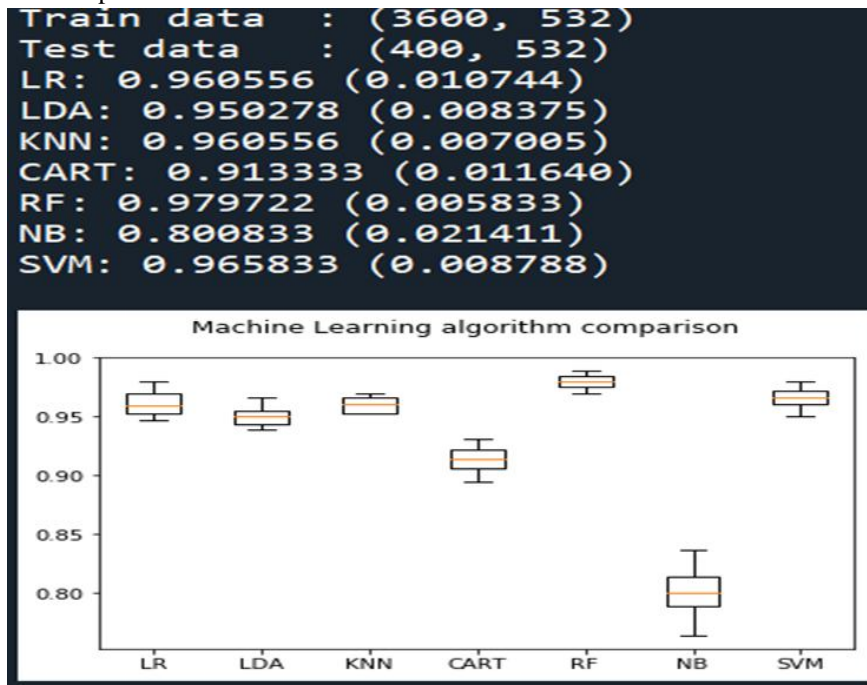 Train data  : (3600, 532)
Test data   : (400, 532)
LR: 0.960556 (0.010744)
LDA: 0.950278 (0.008375)
KNN: 0.960556 (0.007005)
CART: 0.913333 (0.011640)
RF: 0.979722 (0.005833)
NB: 0.800833 (0.021411)
SVM: 0.965833 (0.008788)
Machine Learning algorithm comparison
1.00
0.95
0.90
0.85
0.80
LR LDA KNN CART RF NB SVM